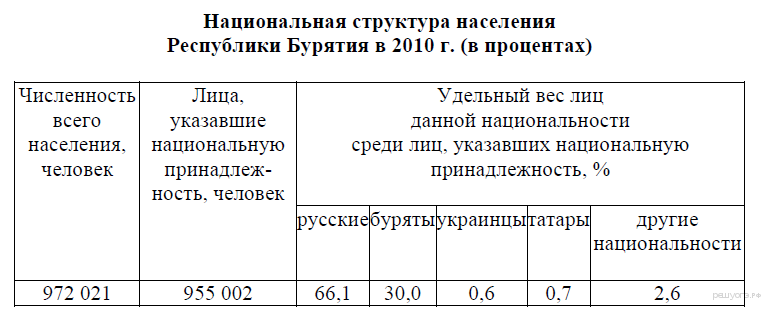 Национальная структура населения
Республики Бурятия в 2010 г. (в процентах)
Численность
всего
населения,
человек
Лица,
указавшие
национальную
принадлеж-
ность, человек
Удельный вес лиц
данной национальности
среди лиц, указавших национальную
принадлежность, %
русские
буряты
украинцы
татары
другие
национальности
972 021
955 002
66,1
30,0
0,6
0,7
2,6
решуогэ.рф